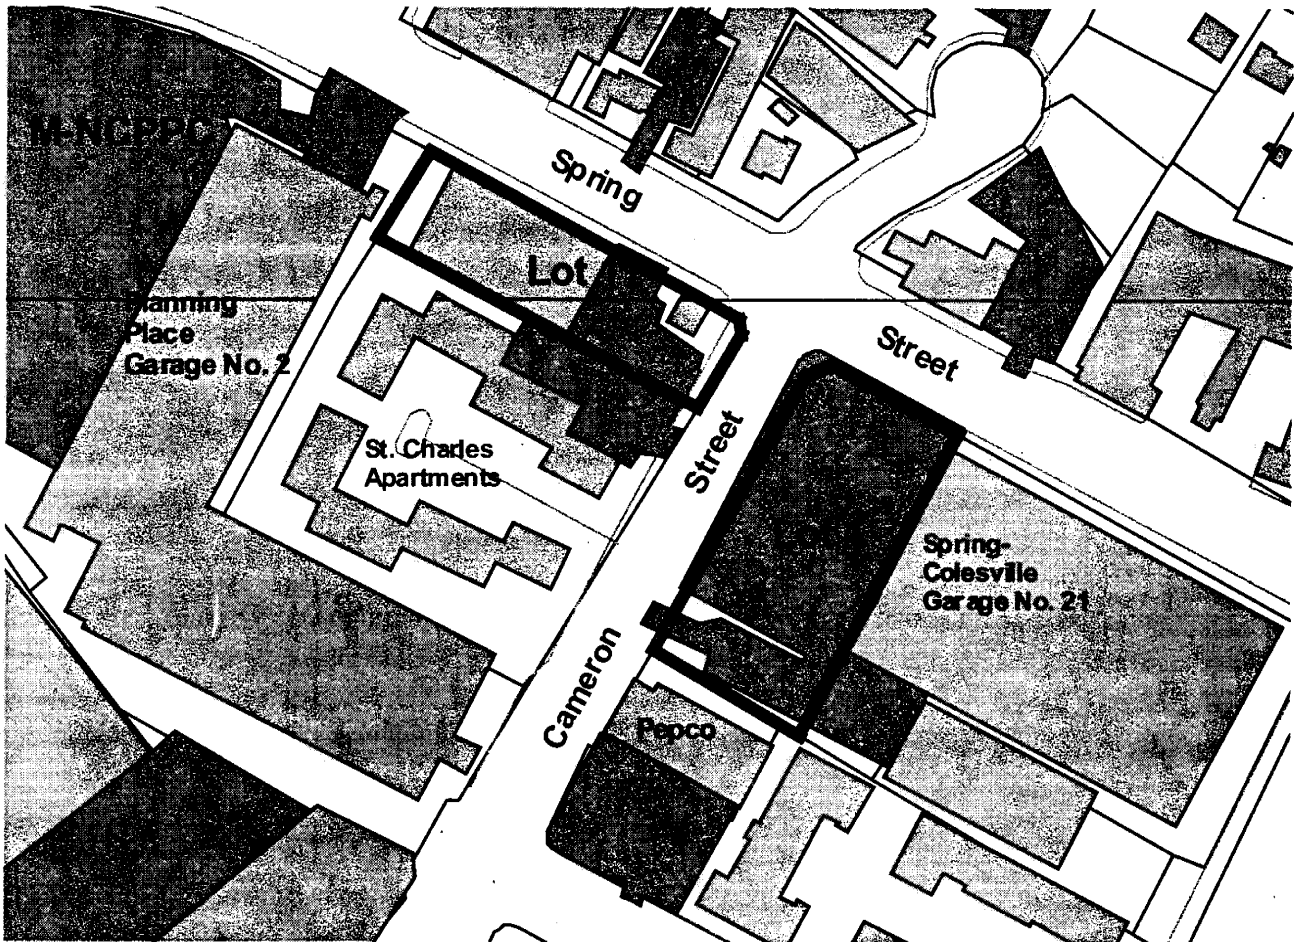 M-NCPPC
Spring
Lot
Planning
Place
Garage No. 2
Street
St. Charles
Apartments
Street
Spring-
Colesville
Garage No. 21
Cameron
Pepco